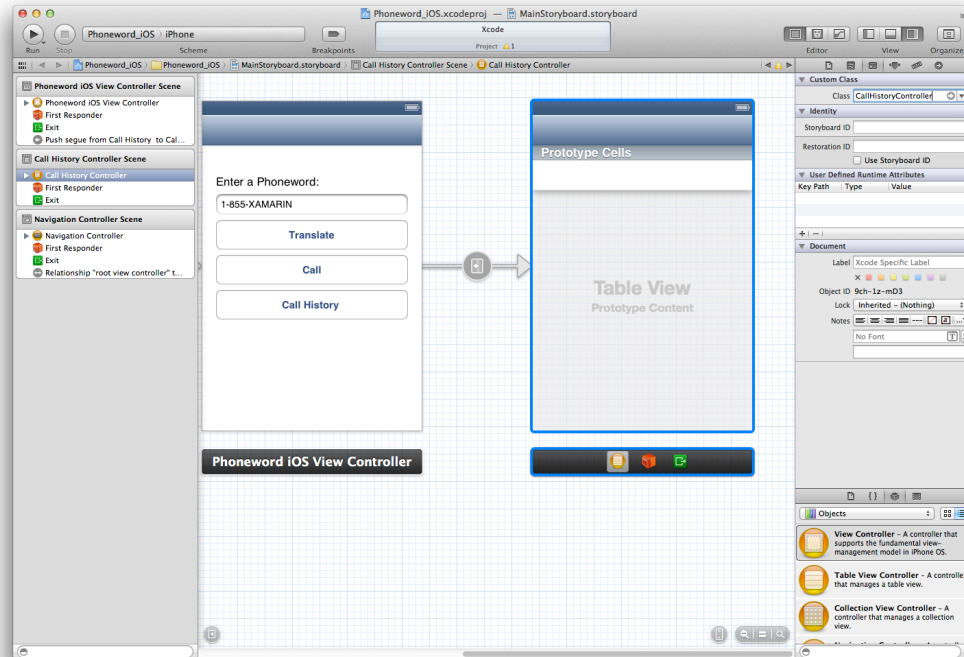 Phoneword_iOS.xcodeproj — MainStoryboard.storyboard
Phoneword_iOS > iPhone
Xcode
Project 1
Run Stop Scheme Breakpoints Editor View Organize
Phoneword_iOS Phoneword_iOS MainStoryboard.storyboard Call History Controller Scene Call History Controller
Phoneword iOS View Controller Scene
Phoneword iOS View Controller
First Responder
Exit
Push segue from Call History to Cal...
Call History Controller Scene
Call History Controller
First Responder
Exit
Navigation Controller Scene
Navigation Controller
First Responder
Exit
Relationship "root view controller" t...
Enter a Phoneword:
1-855-XAMARIN
Translate
Call
Call History
Phoneword iOS View Controller
Prototype Cells
Table View
Prototype Content
Custom Class
Class CallHistoryController
Identity
Storyboard ID
Restoration ID
Use Storyboard ID
User Defined Runtime Attributes
Key Path Type Value
Document
Label Xcode Specific Label
Object ID 9ch-1z-mD3
Lock Inherited - (Nothing)
Notes
No Font
Objects
View Controller – A controller that
supports the fundamental view-
management model in iPhone OS.
Table View Controller – A controller
that manages a table view.
Collection View Controller – A
controller that manages a collection
view.